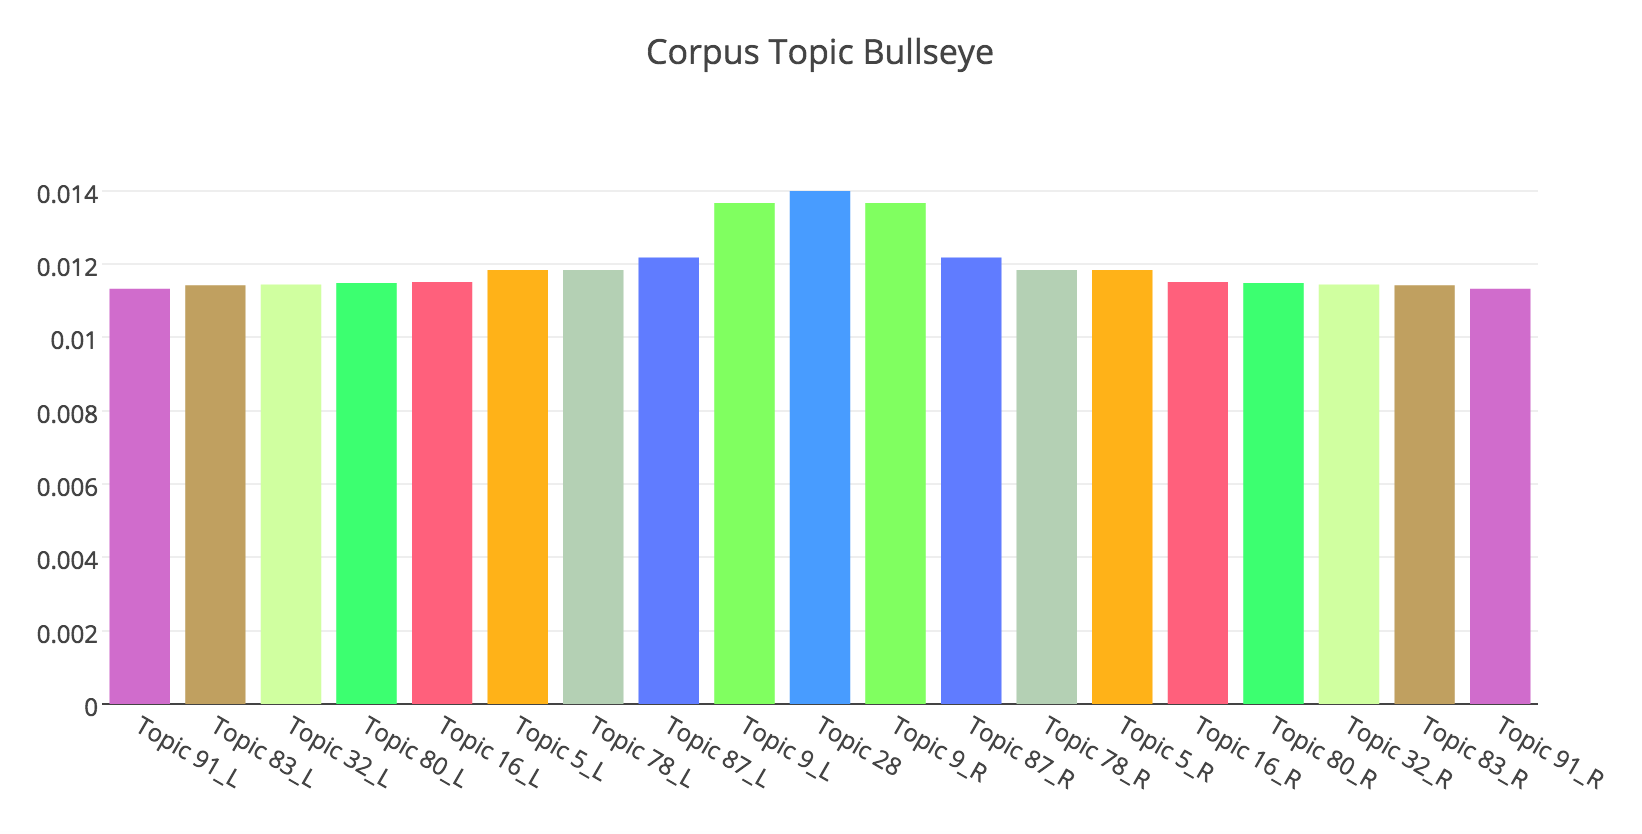 Corpus Topic Bullseye
0.014
0.012
0.01
0.008
0.006
0.004
0.002
0
Topic 91_L
Topic 83_L
Topic 32_L
Topic 80_L
Topic 16_L
Topic 5_L
Topic 78_L
Topic 87_L
Topic 9_L
Topic 28
Topic 9_R
Topic 87_R
Topic 78_R
Topic 5_R
Topic 16_R
Topic 80_R
Topic 32_R
Topic 83_R
Topic 91_R